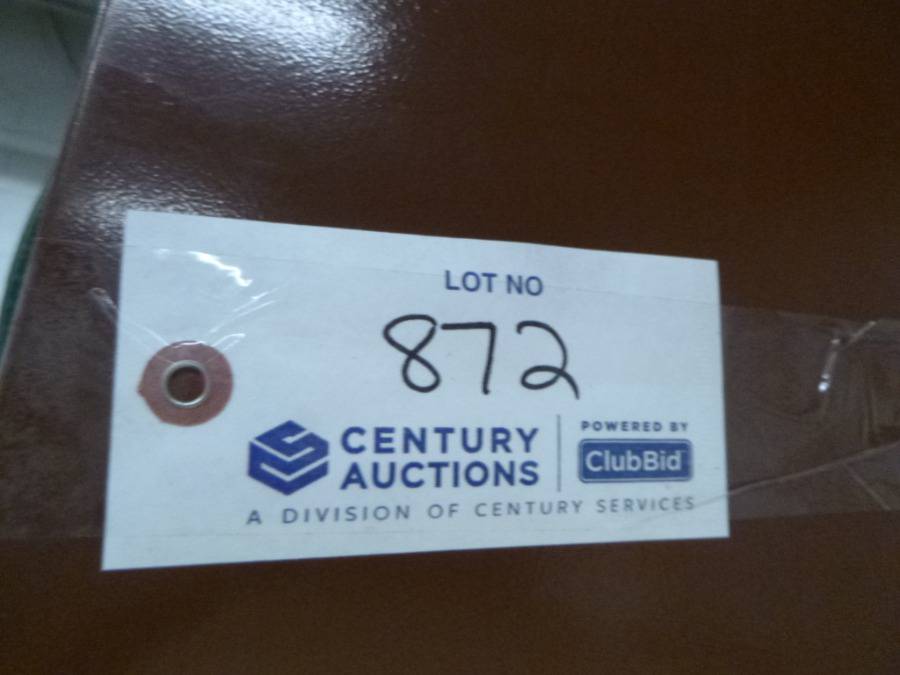 LOT NO
872
CENTURY AUCTIONS
POWERED BY
ClubBid
A DIVISION OF CENTURY SERVICES